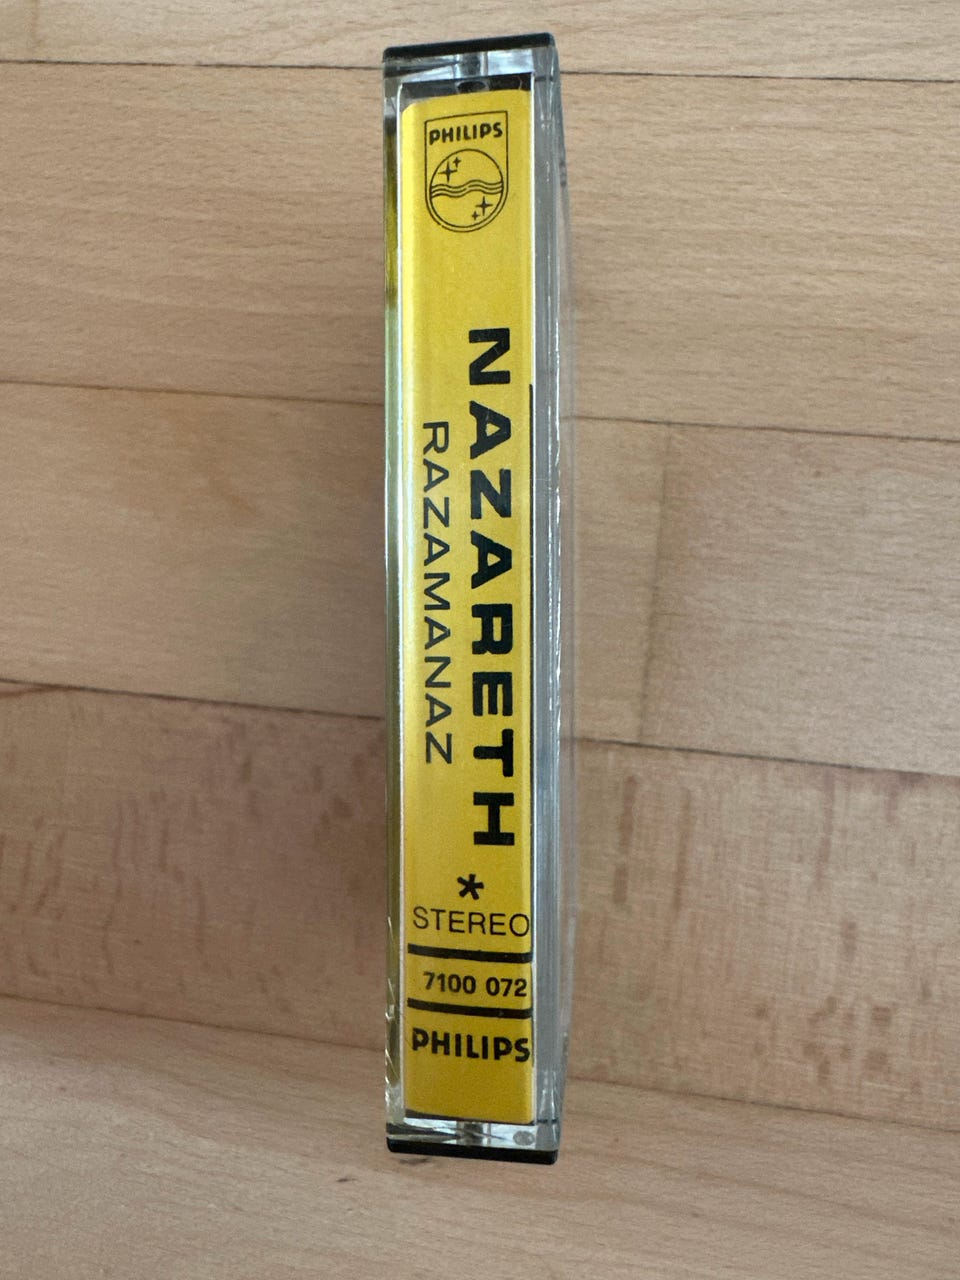 PHILIPS
NAZARETH
RAZAMANAZ
*
STEREO
7100 072
PHILIPS